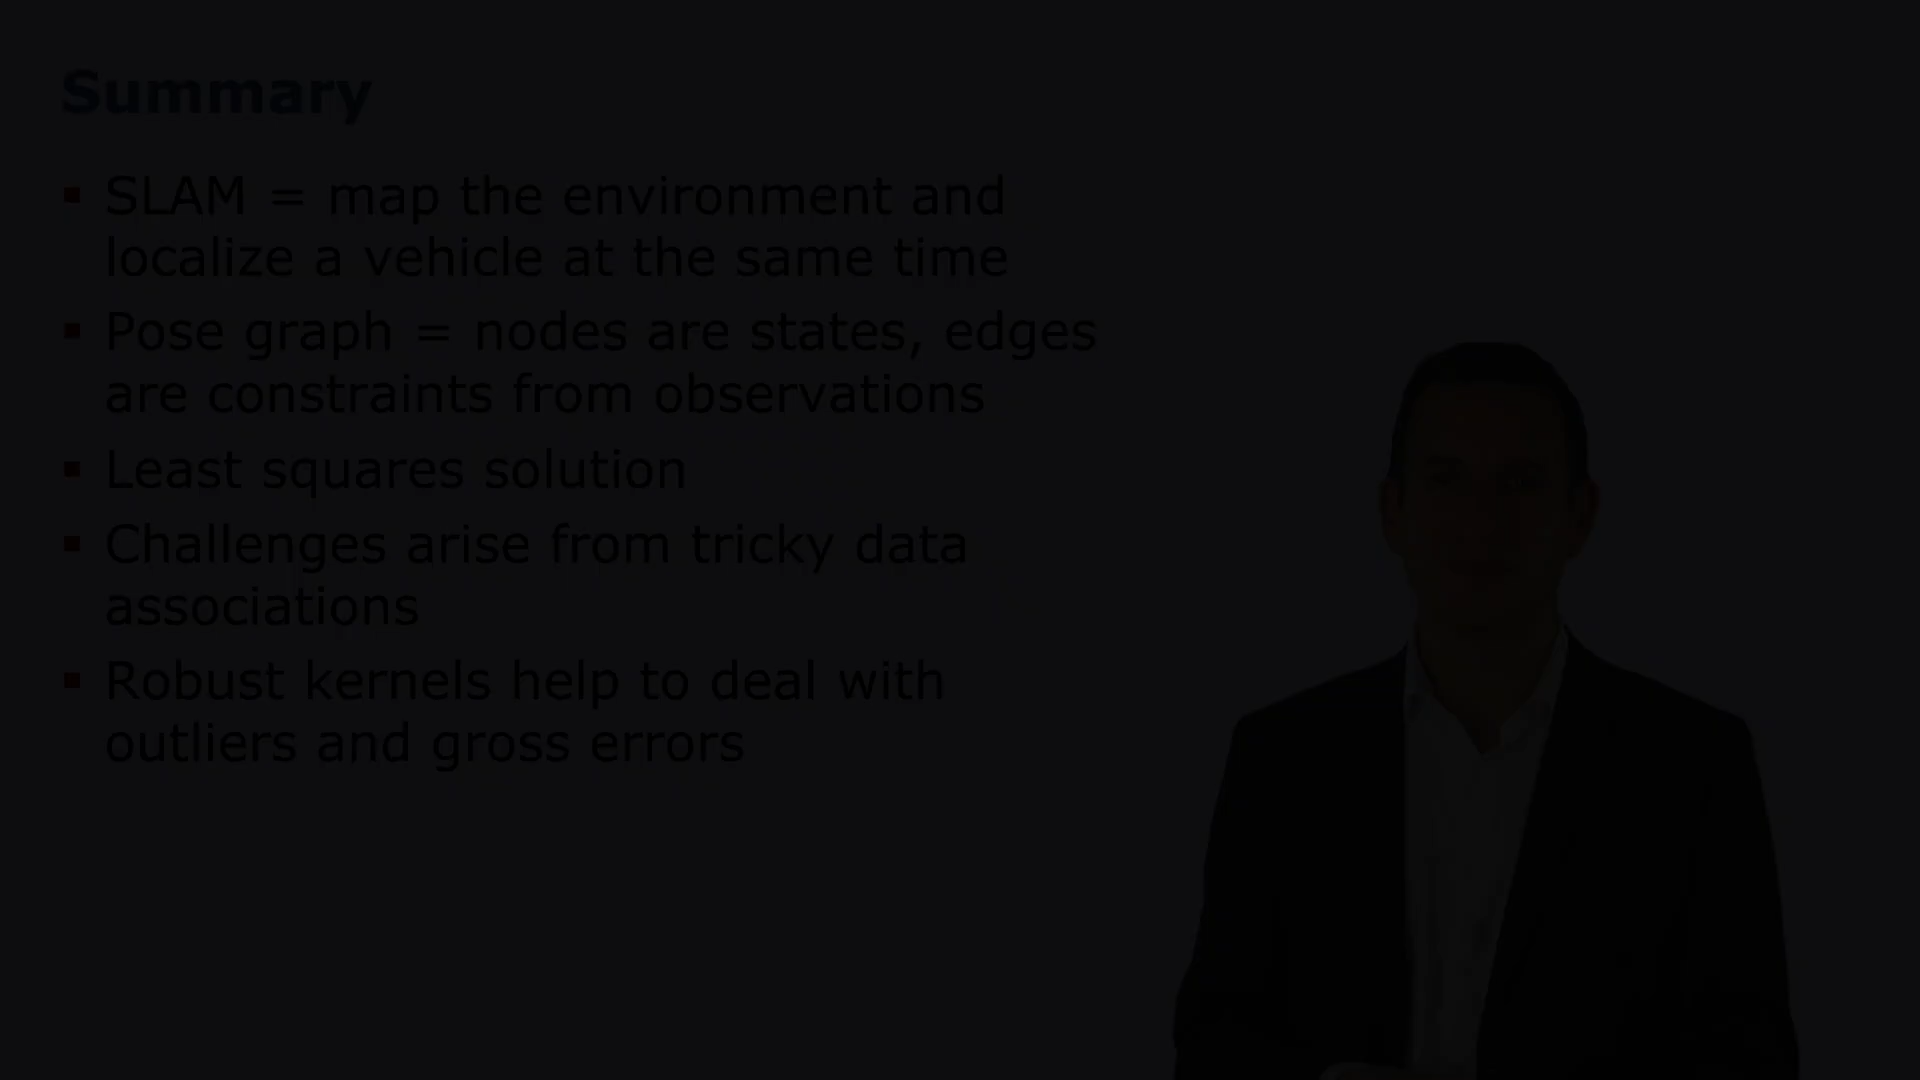 Summary
SLAM = map the environment and
localize a vehicle at the same time
Pose graph = nodes are states, edges
are constraints from observations
Least squares solution
Challenges arise from tricky data
associations
Robust kernels help to deal with
outliers and gross errors